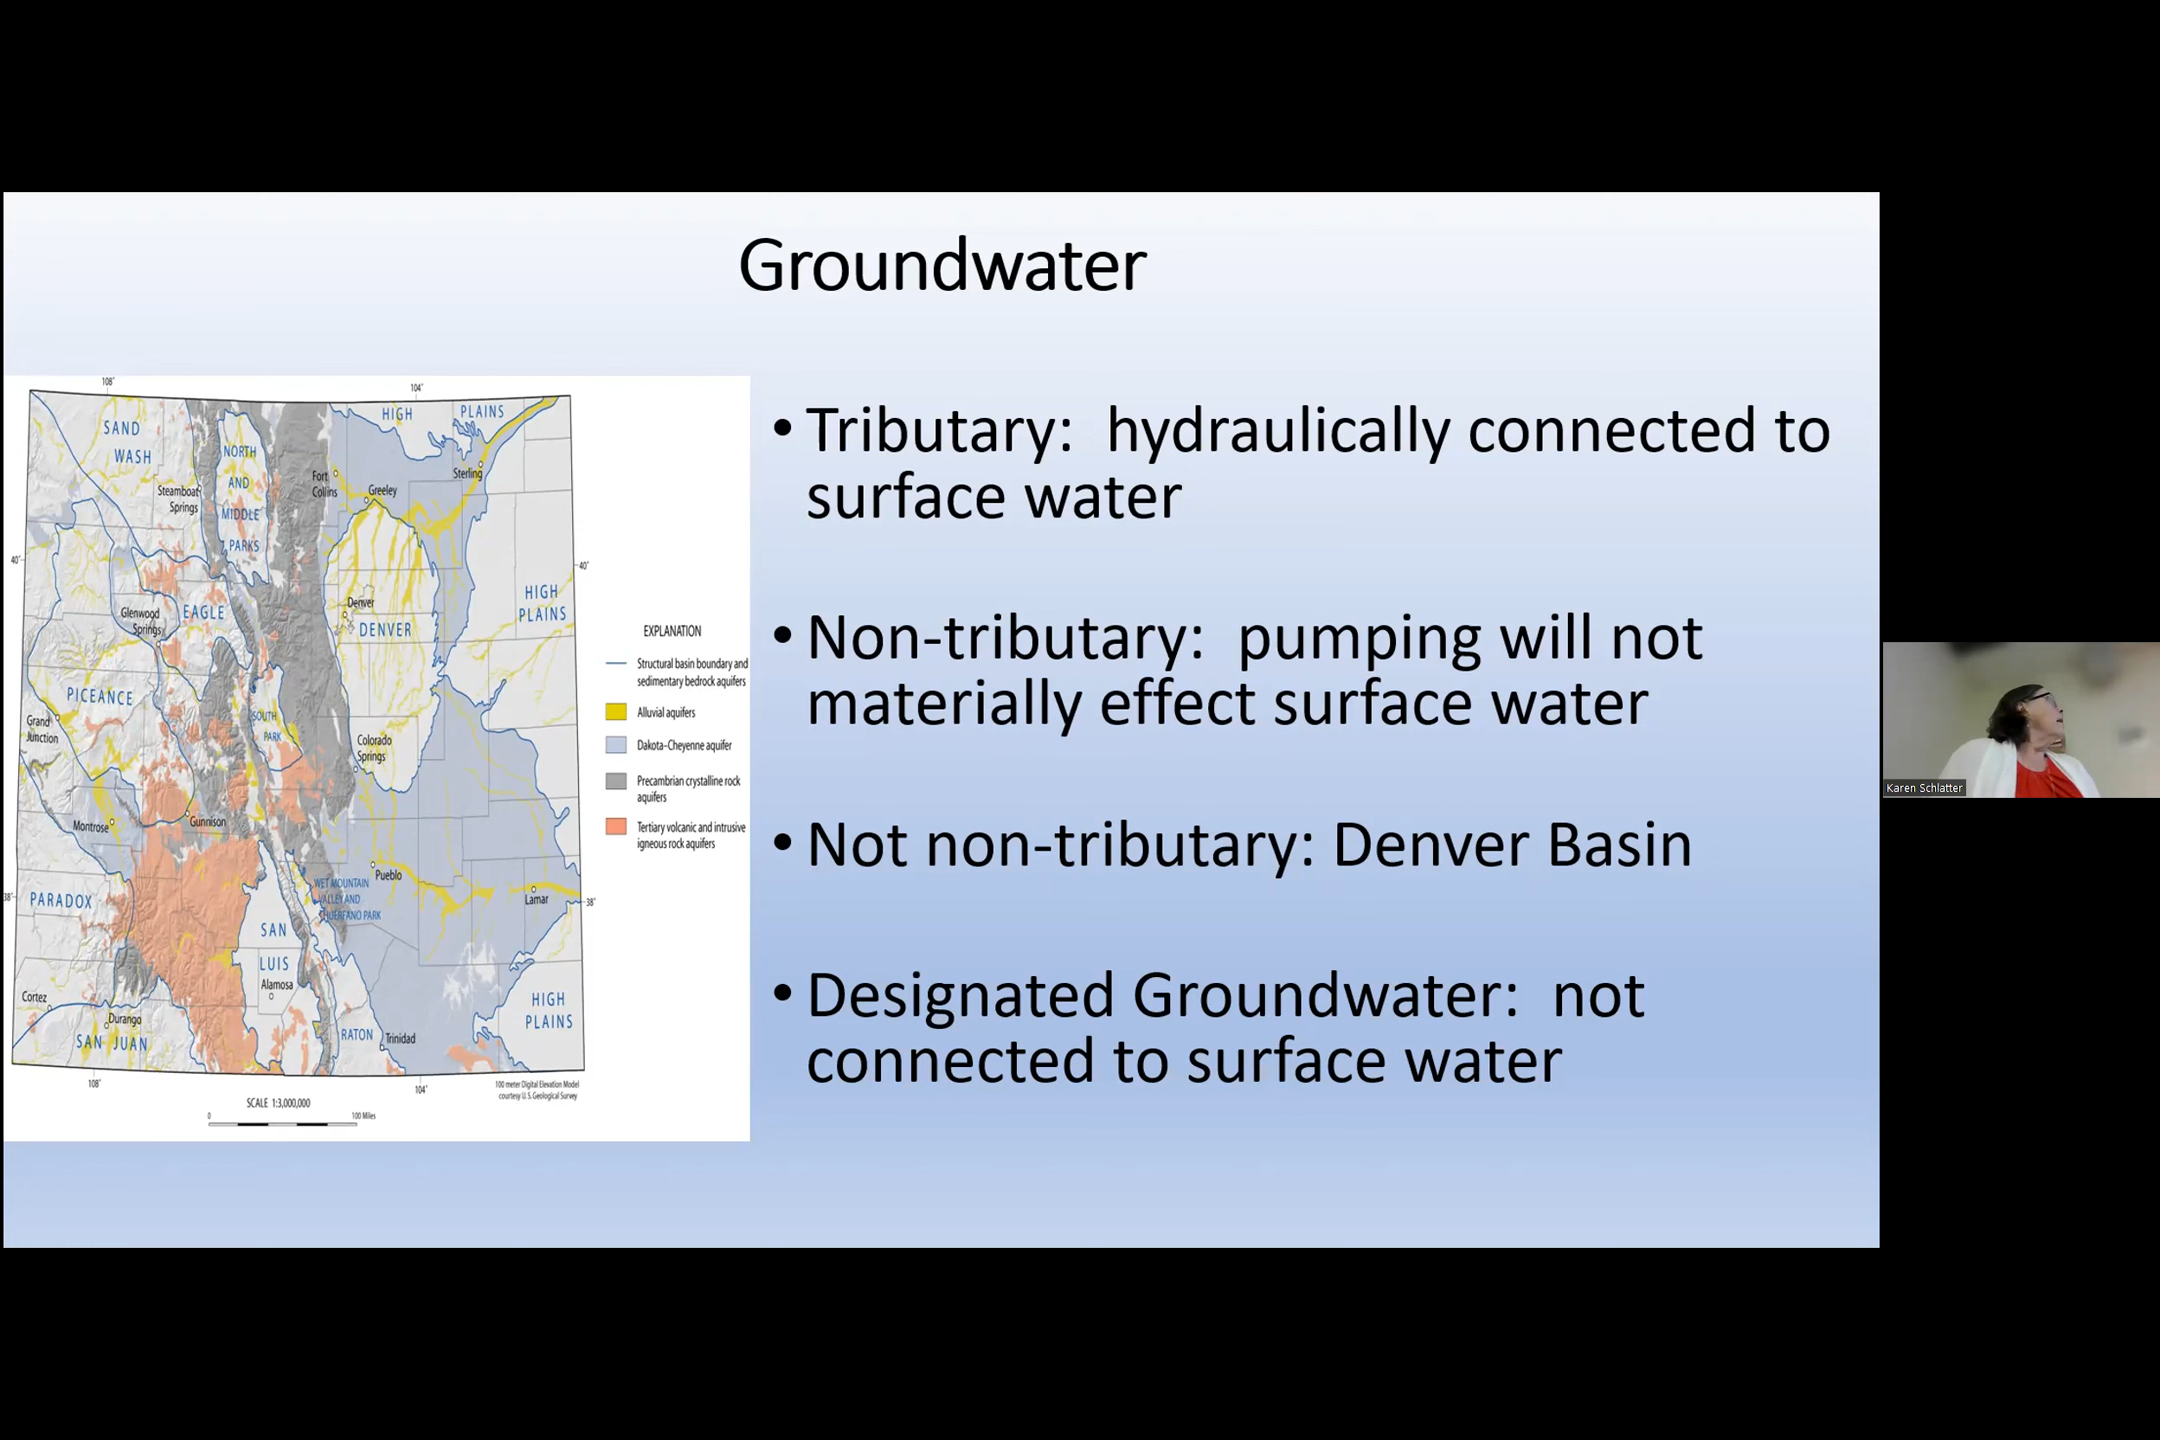 Groundwater
108°
104°
SAND
WASH
NORTH
AND
MIDDLE
PARKS
HIGH PLAINS
Fort
Collins
Sterling
Greeley
Steamboat
Springs
40°
40°
HIGH
PLAINS
Denver
DENVER
Glenwood
Springs
EAGLE
PICEANCE
SOUTH
PARK
Grand
Junction
Colorado
Springs
Montrose
Gunnison
Pueblo
WET MOUNTAIN
VALLEY AND
HUERFANO PARK
Lamar
38°
38°
PARADOX
SAN
LUIS
Alamosa
Cortez
Durango
SAN JUAN
RATON
Trinidad
HIGH
PLAINS
108°
104°
100 meter Digital Elevation Model
courtesy U.S. Geological Survey
SCALE 1:3,000,000
0
100 Miles
EXPLANATION
Structural basin boundary and
sedimentary bedrock aquifers
Alluvial aquifers
Dakota-Cheyenne aquifer
Precambrian crystalline rock
aquifers
Tertiary volcanic and intrusive
igneous rock aquifers
• Tributary: hydraulically connected to
surface water
• Non-tributary: pumping will not
materially effect surface water
• Not non-tributary: Denver Basin
• Designated Groundwater: not
connected to surface water
Karen Schlatter